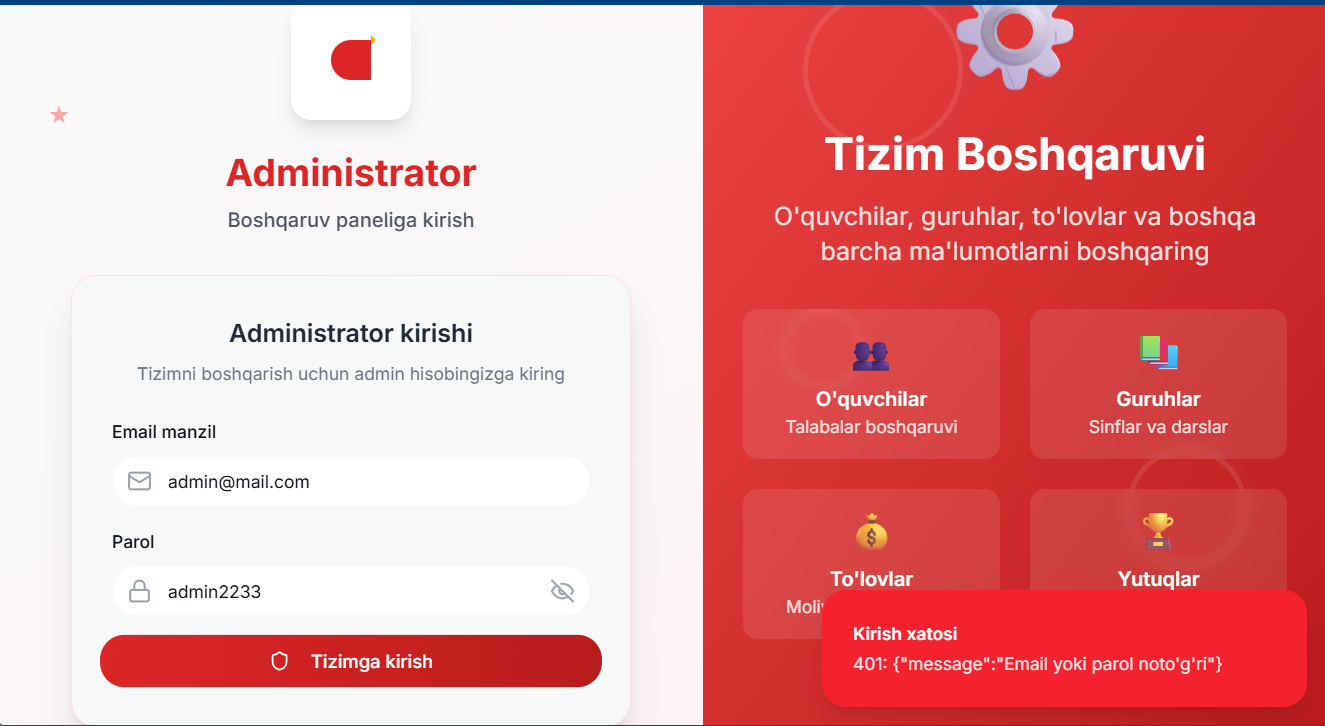 Administrator
Boshqaruv paneliga kirish
Administrator kirishi
Tizimni boshqarish uchun admin hisobingizga kiring
Email manzil
admin@mail.com
Parol
admin2233
Tizimga kirish
Tizim Boshqaruvi
O'quvchilar, guruhlar, to'lovlar va boshqa
barcha ma'lumotlarni boshqaring
O'quvchilar
Talabalar boshqaruvi
Guruhlar
Sinflar va darslar
To'lovlar
Yutuqlar
Kirish xatosi
401: {"message":"Email yoki parol noto'g'ri"}